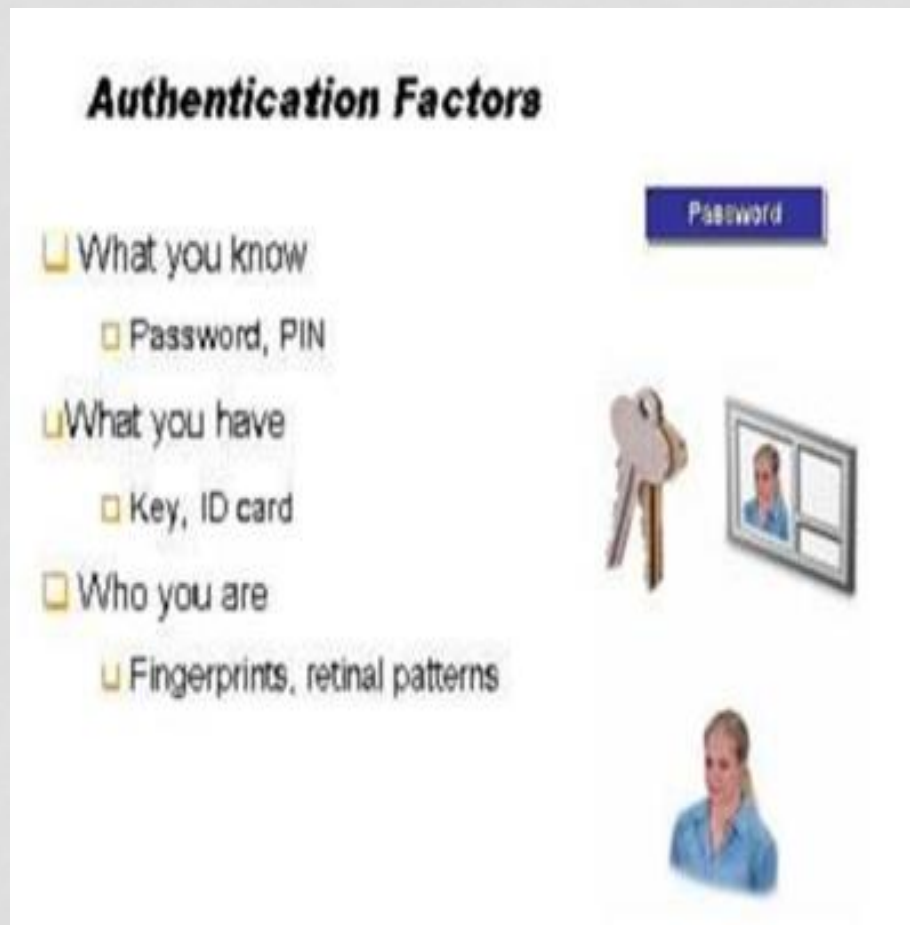 Authentication Factors
Password
What you know
Password, PIN
What you have
Key, ID card
Who you are
Fingerprints, retinal patterns